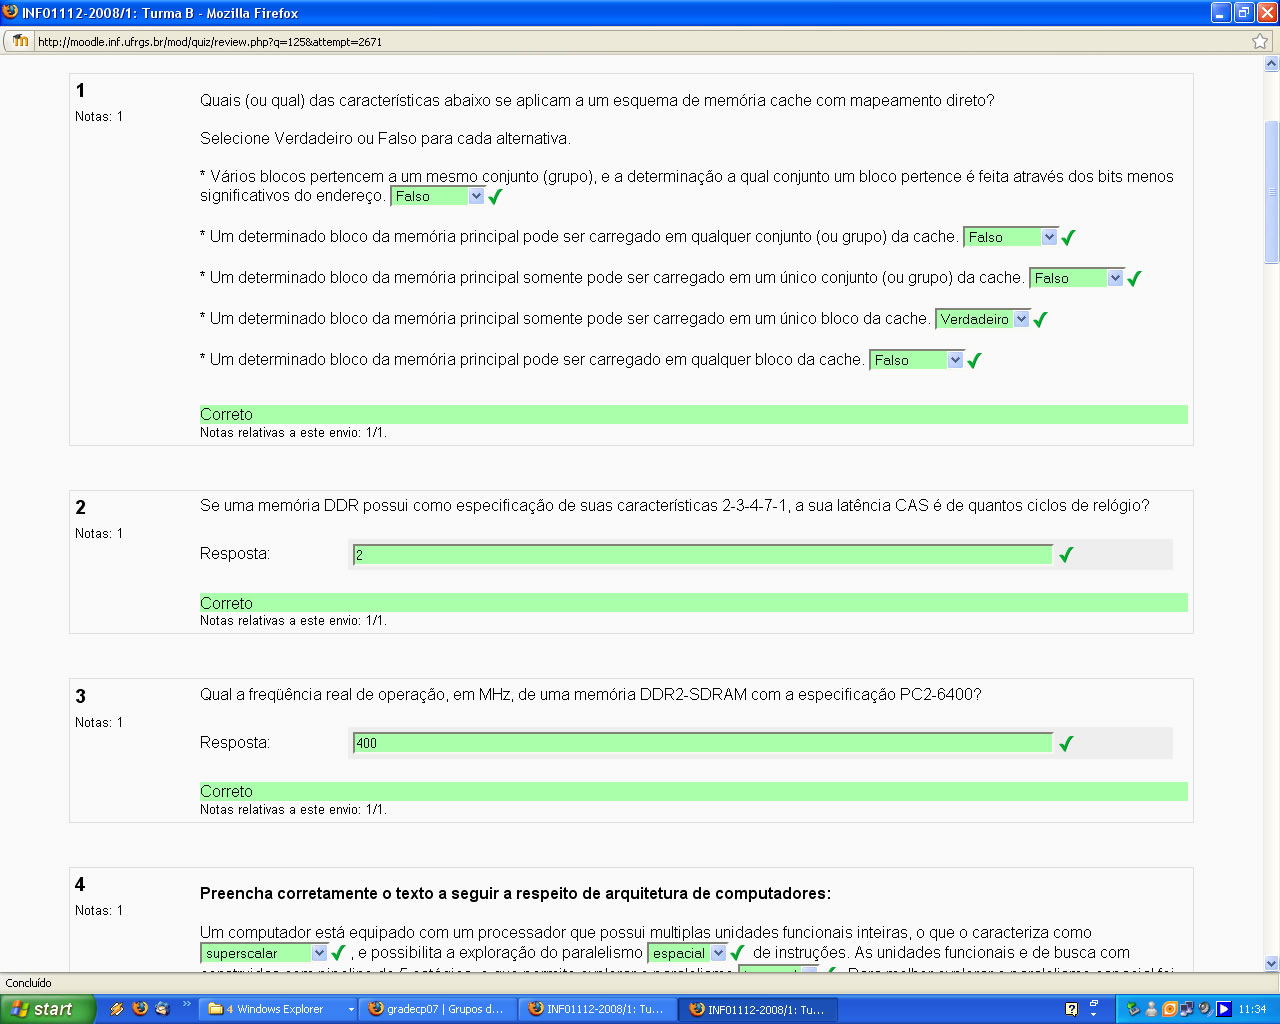 INF01112-2008/1: Turma B - Mozilla Firefox
http://moodle.inf.ufrgs.br/mod/quiz/review.php?q=125&attempt=2671
1
Notas: 1
Quais (ou qual) das características abaixo se aplicam a um esquema de memória cache com mapeamento direto?
Selecione Verdadeiro ou Falso para cada alternativa.
* Vários blocos pertencem a um mesmo conjunto (grupo), e a determinação a qual conjunto um bloco pertence é feita através dos bits menos
significativos do endereço. Falso
* Um determinado bloco da memória principal pode ser carregado em qualquer conjunto (ou grupo) da cache. Falso
* Um determinado bloco da memória principal somente pode ser carregado em um único conjunto (ou grupo) da cache. Falso
* Um determinado bloco da memória principal somente pode ser carregado em um único bloco da cache. Verdadeiro
* Um determinado bloco da memória principal pode ser carregado em qualquer bloco da cache. Falso
Correto
Notas relativas a este envio: 1/1.
2
Notas: 1
Se uma memória DDR possui como especificação de suas características 2-3-4-7-1, a sua latência CAS é de quantos ciclos de relógio?
Resposta: 2
Correto
Notas relativas a este envio: 1/1.
3
Notas: 1
Qual a freqüência real de operação, em MHz, de uma memória DDR2-SDRAM com a especificação PC2-6400?
Resposta: 400
Correto
Notas relativas a este envio: 1/1.
4
Notas: 1
Preencha corretamente o texto a seguir a respeito de arquitetura de computadores:
Um computador está equipado com um processador que possui multiplas unidades funcionais inteiras, o que o caracteriza como
superscalar , e possibilita a exploração do paralelismo espacial de instruções. As unidades funcionais e de busca com
Concluído
start
4 Windows Explorer
gradecp07 | Grupos d...
INF01112-2008/1: Tu...
INF01112-2008/1: Tu...
11:34